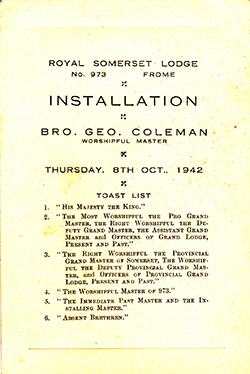 ROYAL SOMERSET LODGE
No. 973 FROME
INSTALLATION
BRO. GEO. COLEMAN
WORSHIPFUL MASTER
THURSDAY, 8TH OCT., 1942
TOAST LIST
1. "His Majesty the King."
2. "The Most Worshipful the Pro Grand
Master, the Right Worshipful the De-
puty Grand Master, the Assistant Grand
Master and Officers of Grand Lodge,
Present and Past."
3. "The Right Worshipful the Provincial
Grand Master of Somerset, The Worship-
ful the Deputy Provincial Grand Mas-
ter, and Officers of Provincial Grand
Lodge, Present and Past."
4. "The Worshipful Master of 973."
5. "The Immediate Past Master and the In-
stalling Master."
6. "Absent Brethren."